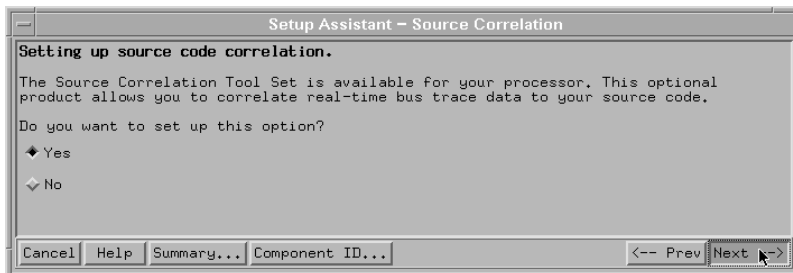 Setup Assistant – Source Correlation
Setting up source code correlation.
The Source Correlation Tool Set is available for your processor. This optional
product allows you to correlate real-time bus trace data to your source code.
Do you want to set up this option?
Yes
No
Cancel Help Summary... Component ID... <-- Prev Next -->